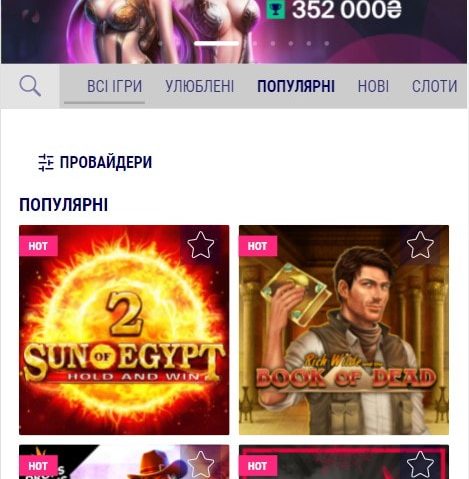 352 000₴
ВСІ ІГРИ УЛЮБЛЕНІ ПОПУЛЯРНІ НОВІ СЛОТИ
ПРОВАЙДЕРИ
ПОПУЛЯРНІ
HOT
2
SUN OF EGYPT
HOLD AND WIN
HOT
Rich Wilde and the
BOOK OF DEAD
HOT
HOT